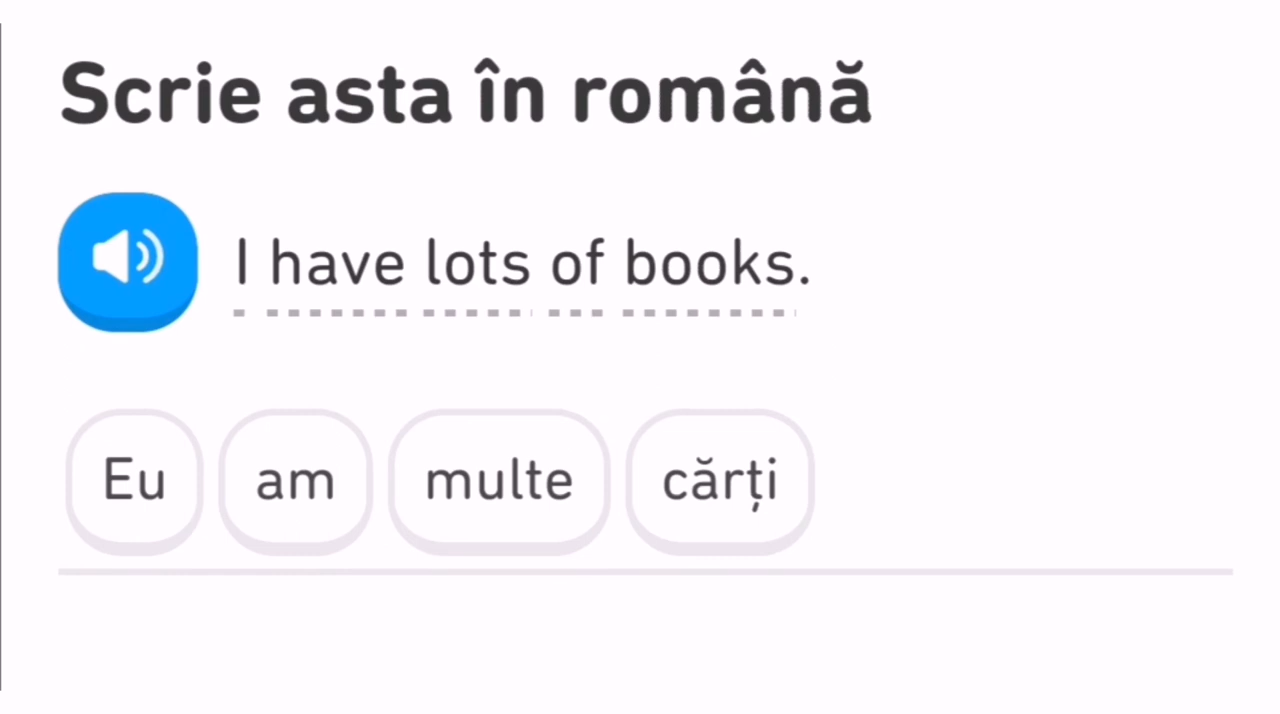 Scrie asta în română
I have lots of books.
Eu am multe cărți